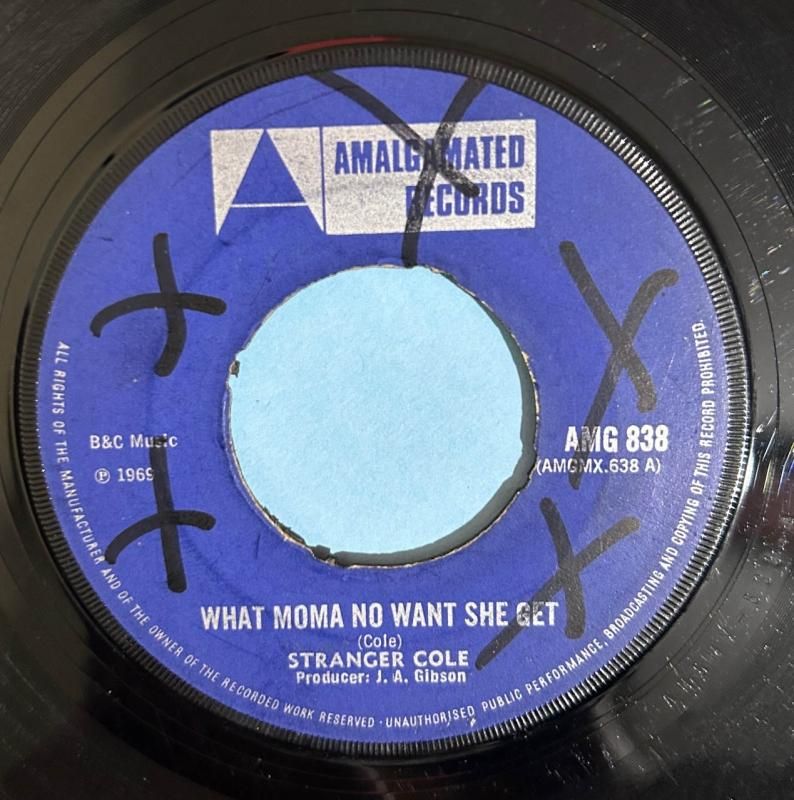 A
AMALGAMATED
RECORDS
B&C Music
℗ 1969
AMG 838
(AMGMX.638 A)
WHAT MOMA NO WANT SHE GET
(Cole)
STRANGER COLE
Producer: J. A. Gibson
ALL RIGHTS OF THE MANUFACTURER AND OF THE OWNER OF THE RECORDED WORK RESERVED · UNAUTHORISED PUBLIC PERFORMANCE, BROADCASTING AND COPYING OF THIS RECORD PROHIBITED.